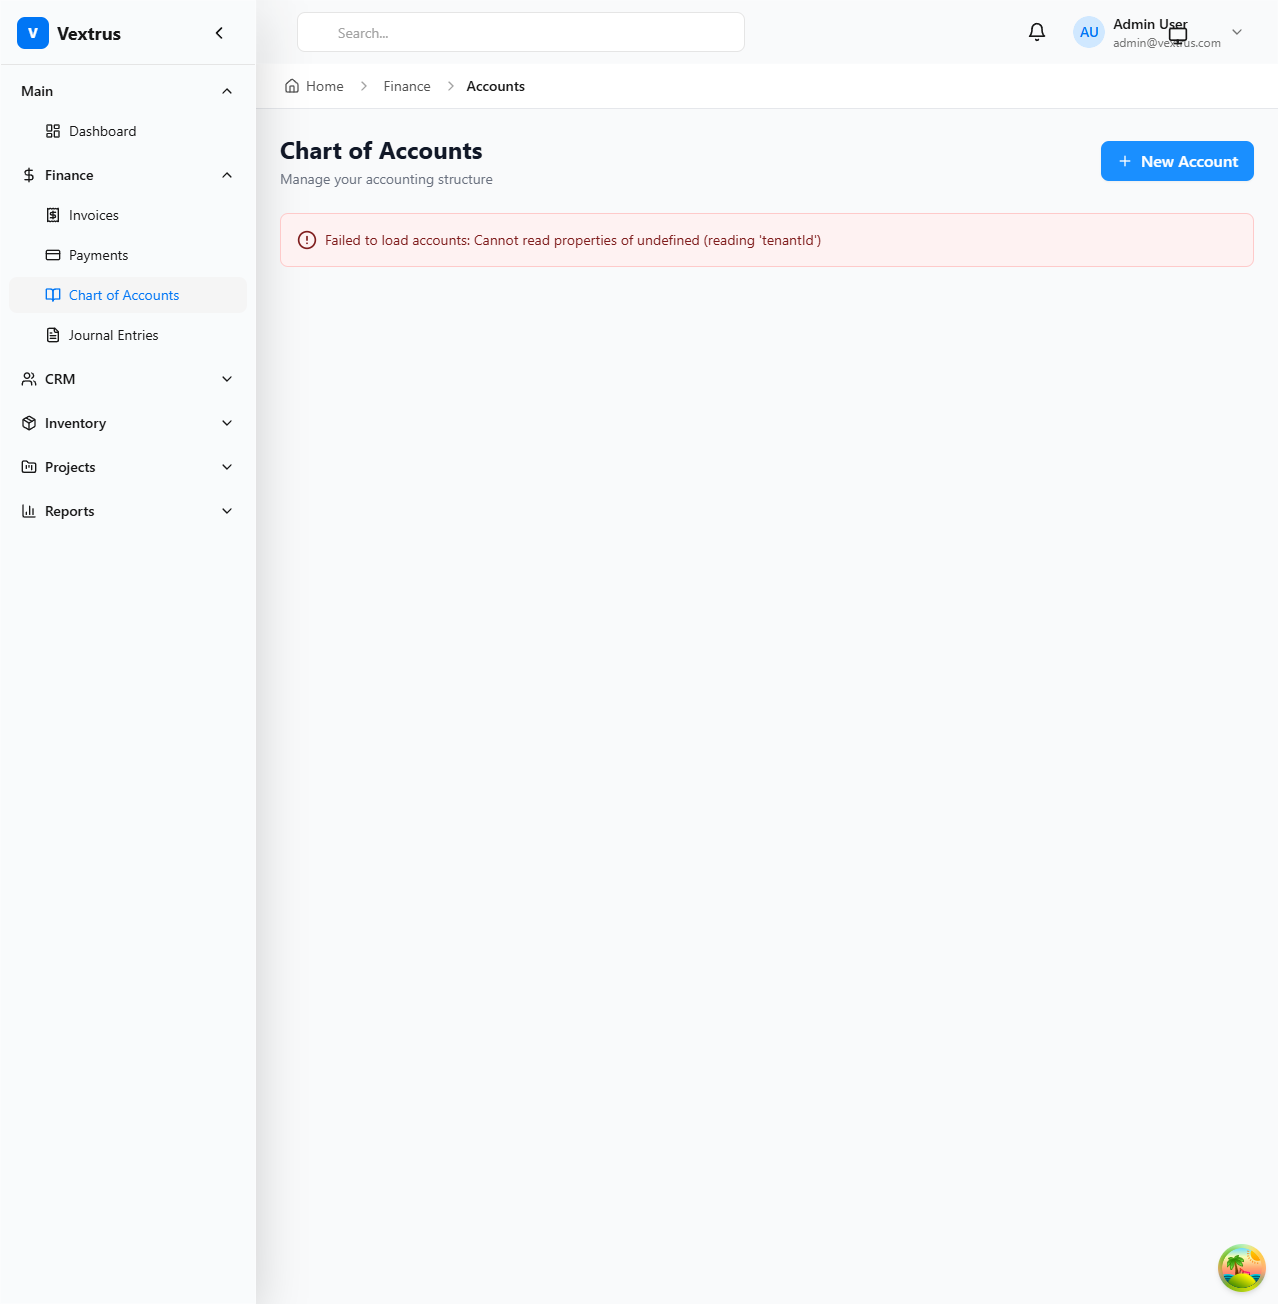 V Vextrus
Search...
Admin User
admin@vextrus.com
AU
Main
Dashboard
Finance
Invoices
Payments
Chart of Accounts
Journal Entries
CRM
Inventory
Projects
Reports
Home > Finance > Accounts
Chart of Accounts
Manage your accounting structure
+ New Account
Failed to load accounts: Cannot read properties of undefined (reading 'tenantId')